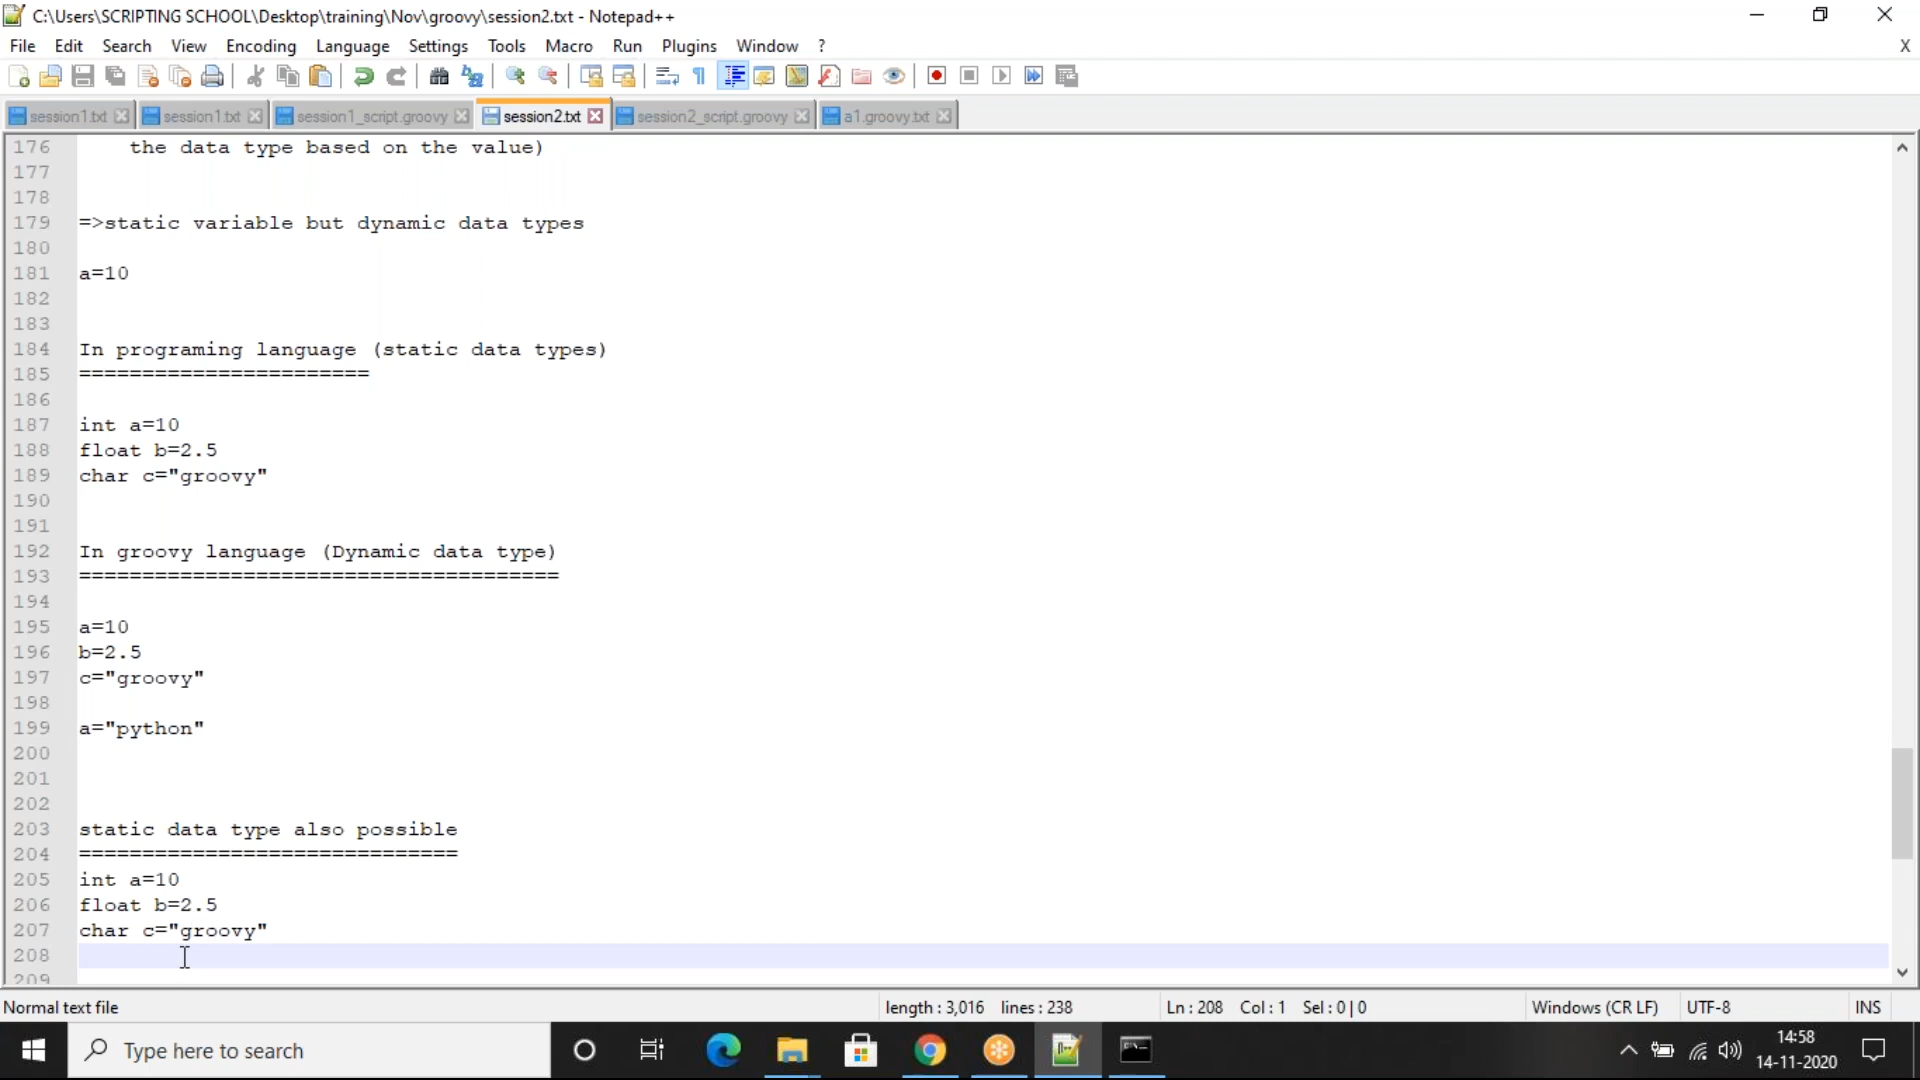 C:\Users\SCRIPTING SCHOOL\Desktop\training\Nov\groovy\session2.txt - Notepad++
File Edit Search View Encoding Language Settings Tools Macro Run Plugins Window ? X
session1.txt session1.txt session1_script.groovy session2.txt session2_script.groovy a1.groovy.txt
176 the data type based on the value)
177
178
179 =>static variable but dynamic data types
180
181 a=10
182
183
184 In programing language (static data types)
185 =======================
186
187 int a=10
188 float b=2.5
189 char c="groovy"
190
191
192 In groovy language (Dynamic data type)
193 ======================================
194
195 a=10
196 b=2.5
197 c="groovy"
198
199 a="python"
200
201
202
203 static data type also possible
204 ==============================
205 int a=10
206 float b=2.5
207 char c="groovy"
208
209
Normal text file length : 3,016 lines : 238 Ln : 208 Col : 1 Sel : 0 | 0 Windows (CR LF) UTF-8 INS
Type here to search
14:58
14-11-2020